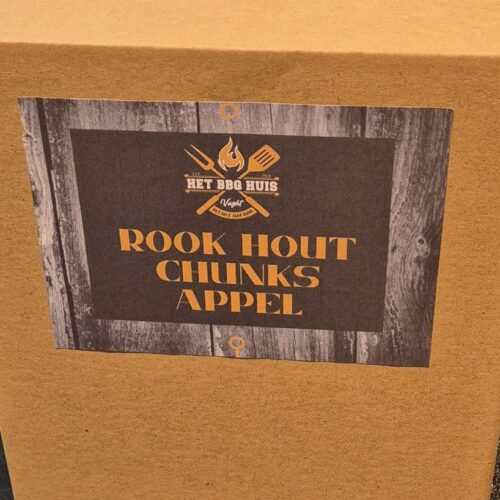 HET BBQ HUIS
Vught
ROOK HOUT
CHUNKS
APPEL